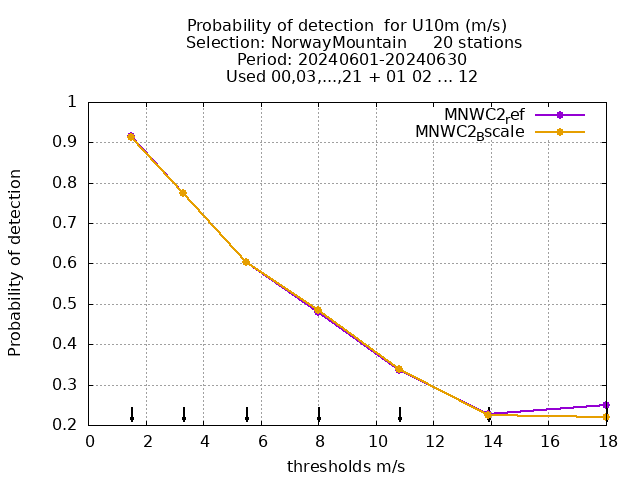 Probability of detection  for U10m (m/s)
Selection: NorwayMountain     20 stations
Period: 20240601-20240630
Used 00,03,...,21 + 01 02 ... 12
MNWC2ref
MNWC2Bscale
1
0.9
0.8
0.7
0.6
0.5
0.4
0.3
0.2
0 2 4 6 8 10 12 14 16 18
Probability of detection
thresholds m/s